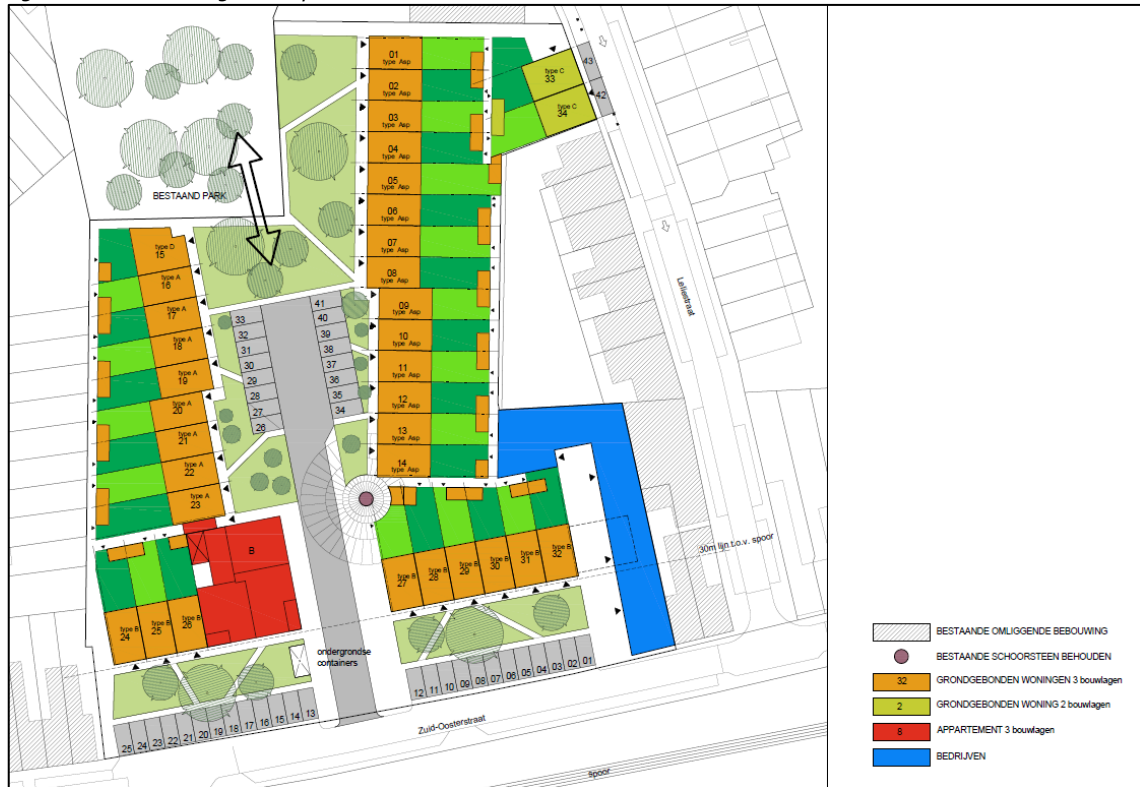 01
type Asp
02
type Asp
03
type Asp
04
type Asp
05
type Asp
06
type Asp
07
type Asp
08
type Asp
09
type Asp
10
type Asp
11
type Asp
12
type Asp
13
type Asp
14
type Asp
type C
33
type C
34
43
42
BESTAAND PARK
Leliestraat
type D
15
type A
16
type A
17
type A
18
type A
19
type A
20
type A
21
type A
22
type A
23
33
32
31
30
29
28
27
26
41
40
39
38
37
36
35
34
B
type B
24
type B
25
type B
26
type B
27
type B
28
type B
29
type B
30
type B
31
type B
32
30m lijn t.o.v. spoor
ondergrondse
containers
12 11 10 09 08 07 06 05 04 03 02 01
25 24 23 22 21 20 19 18 17 16 15 14 13
Zuid-Oosterstraat
spoor
BESTAANDE OMLIGGENDE BEBOUWING
BESTAANDE SCHOORSTEEN BEHOUDEN
32 GRONDGEBONDEN WONINGEN 3 bouwlagen
2 GRONDGEBONDEN WONING 2 bouwlagen
8 APPARTEMENT 3 bouwlagen
BEDRIJVEN